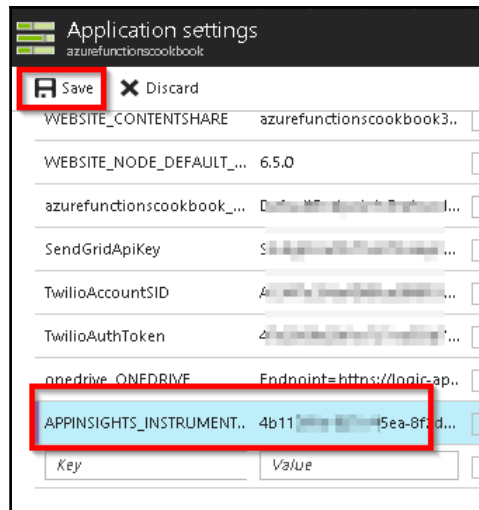 Application settings
azurefunctionscookbook
Save Discard
WEBSITE_CONTENTSHARE azurefunctionscookbook3..
WEBSITE_NODE_DEFAULT_... 6.5.0
azurefunctionscookbook_...
SendGridApiKey
TwilioAccountSID
TwilioAuthToken
onedrive_ONEDRIVE Endpoint=https://logic-ap..
APPINSIGHTS_INSTRUMENT.. 4b11 5ea-8f2d...
Key Value